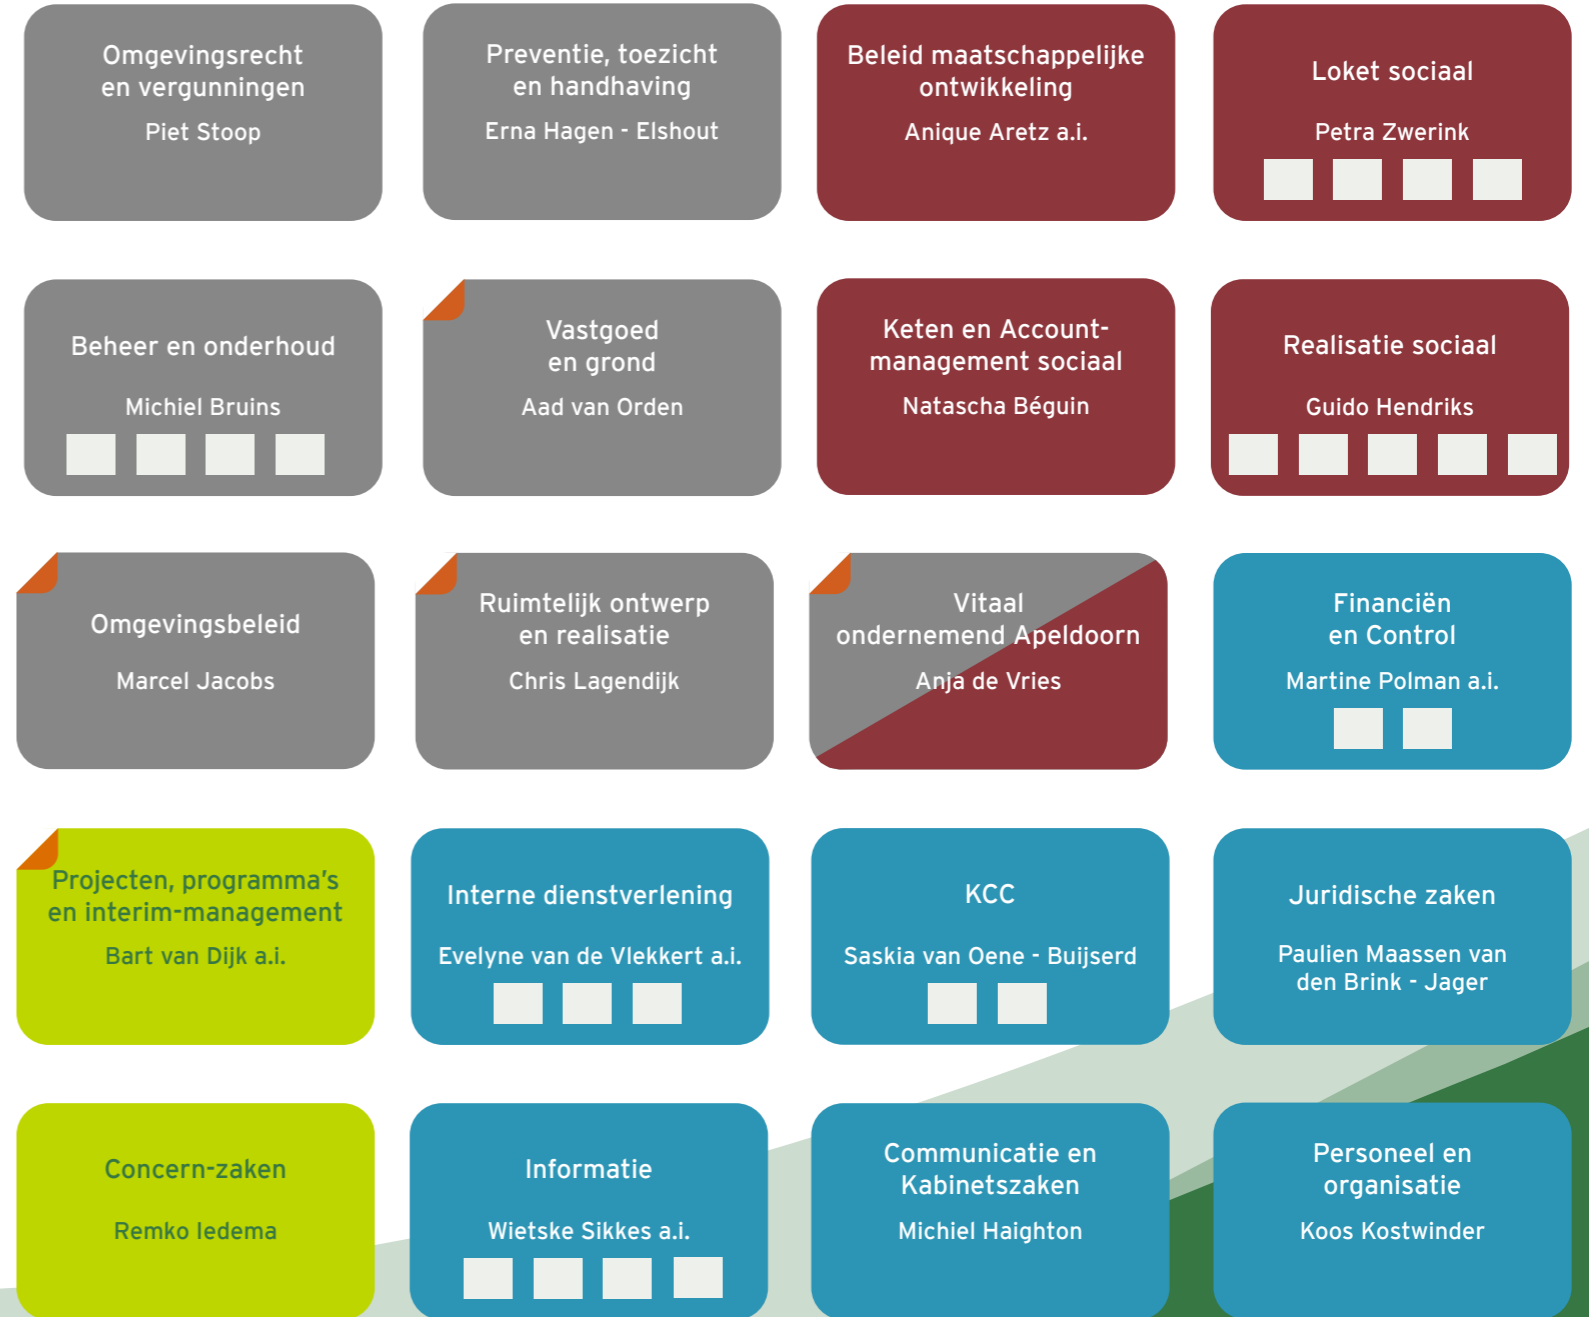 Omgevingsrecht
en vergunningen
Piet Stoop
Preventie, toezicht
en handhaving
Erna Hagen - Elshout
Beleid maatschappelijke
ontwikkeling
Anique Aretz a.i.
Loket sociaal
Petra Zwerink
Beheer en onderhoud
Michiel Bruins
Vastgoed
en grond
Aad van Orden
Keten en Account-
management sociaal
Natascha Béguin
Realisatie sociaal
Guido Hendriks
Omgevingsbeleid
Marcel Jacobs
Ruimtelijk ontwerp
en realisatie
Chris Lagendijk
Vitaal
ondernemend Apeldoorn
Anja de Vries
Financiën
en Control
Martine Polman a.i.
Projecten, programma's
en interim-management
Bart van Dijk a.i.
Interne dienstverlening
Evelyne van de Vlekkert a.i.
KCC
Saskia van Oene - Buijserd
Juridische zaken
Paulien Maassen van
den Brink - Jager
Concern-zaken
Remko Iedema
Informatie
Wietske Sikkes a.i.
Communicatie en
Kabinetszaken
Michiel Haighton
Personeel en
organisatie
Koos Kostwinder